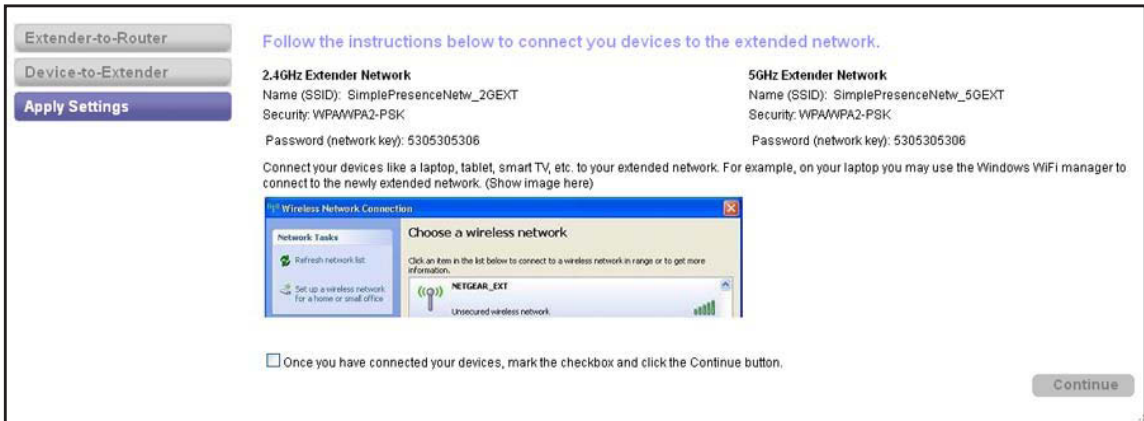 Extender-to-Router
Device-to-Extender
Apply Settings
Follow the instructions below to connect you devices to the extended network.
2.4GHz Extender Network
Name (SSID): SimplePresenceNetw_2GEXT
Security: WPA/WPA2-PSK
Password (network key): 5305305306
5GHz Extender Network
Name (SSID): SimplePresenceNetw_5GEXT
Security: WPA/WPA2-PSK
Password (network key): 5305305306
Connect your devices like a laptop, tablet, smart TV, etc. to your extended network. For example, on your laptop you may use the Windows WiFi manager to
connect to the newly extended network. (Show image here)
Wireless Network Connection
Network Tasks
Refresh network list
Set up a wireless network
for a home or small office
Choose a wireless network
Click an item in the list below to connect to a wireless network in range or to get more
information.
NETGEAR_EXT
Unsecured wireless network
Once you have connected your devices, mark the checkbox and click the Continue button.
Continue